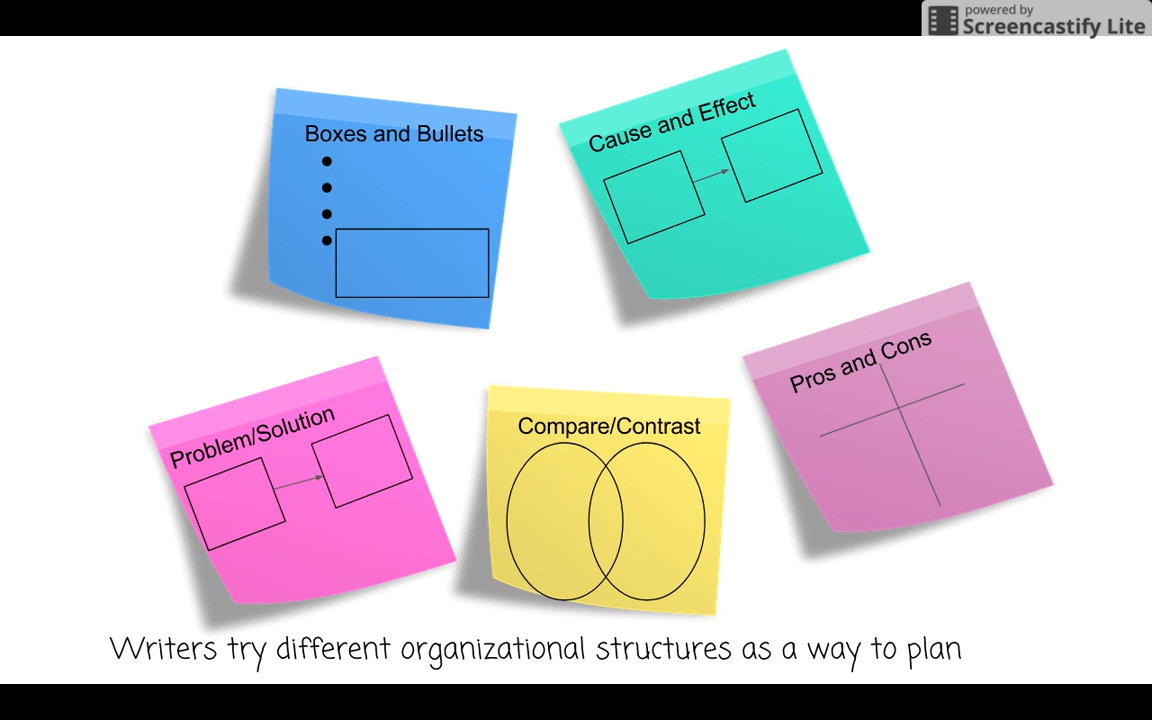 powered by
Screencastify Lite
Boxes and Bullets
Cause and Effect
Pros and Cons
Problem/Solution
Compare/Contrast
Writers try different organizational structures as a way to plan